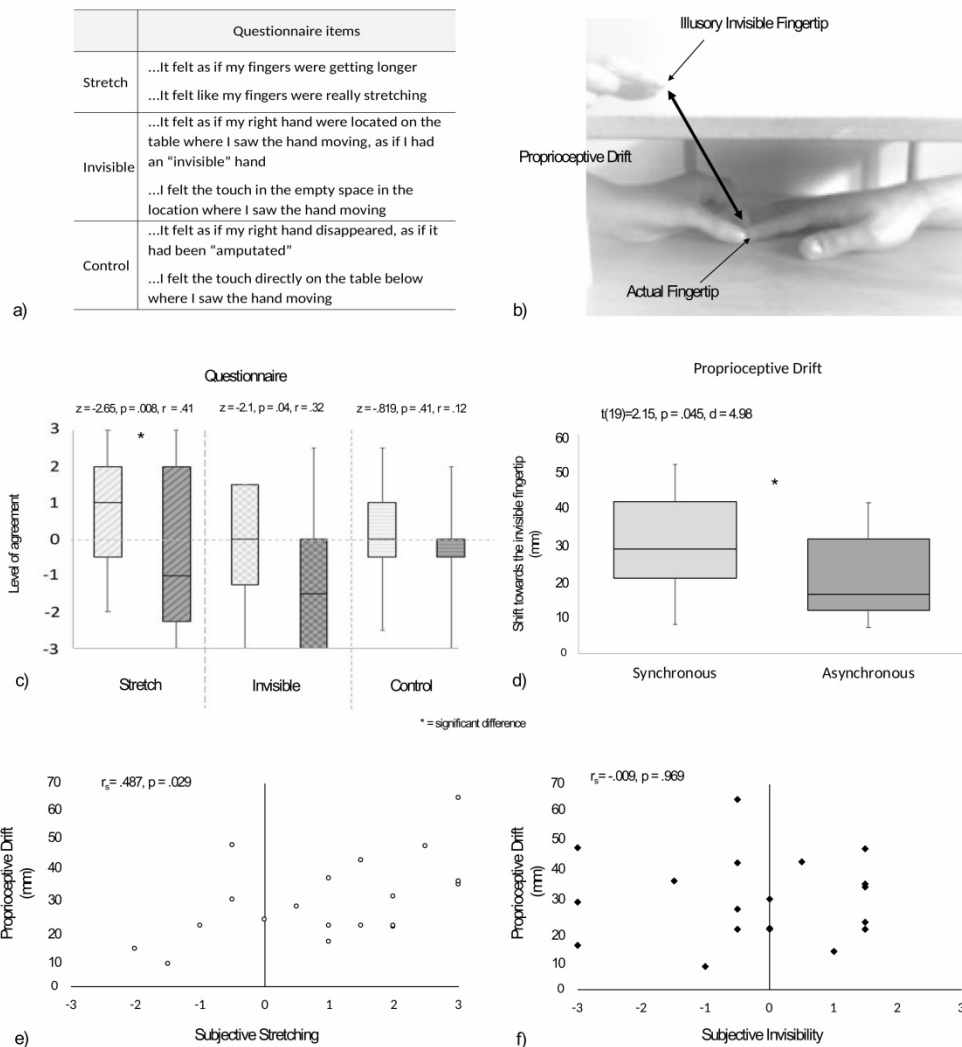 Questionnaire items
Stretch
...It felt as if my fingers were getting longer
...It felt like my fingers were really stretching
Invisible
...It felt as if my right hand were located on the
table where I saw the hand moving, as if I had
an “invisible” hand
...I felt the touch in the empty space in the
location where I saw the hand moving
Control
...It felt as if my right hand disappeared, as if it
had been “amputated”
...I felt the touch directly on the table below
where I saw the hand moving
a)
Illusory Invisible Fingertip
Proprioceptive Drift
Actual Fingertip
b)
Questionnaire
z = -2.65, p = .008, r = .41
z = -2.1, p = .04, r = .32
z = -.819, p = .41, r = .12
*
Level of agreement
3
2
1
0
-1
-2
-3
Stretch
Invisible
Control
c)
Proprioceptive Drift
t(19)=2.15, p = .045, d = 4.98
*
Shift towards the invisible fingertip
(mm)
60
50
40
30
20
10
0
Synchronous
Asynchronous
d)
* = significant difference
rs= .487, p = .029
Proprioceptive Drift
(mm)
70
60
50
40
30
20
10
0
-3 -2 -1 0 1 2 3
Subjective Stretching
e)
rs= -.009, p = .969
Proprioceptive Drift
(mm)
70
60
50
40
30
20
10
0
-3 -2 -1 0 1 2 3
Subjective Invisibility
f)